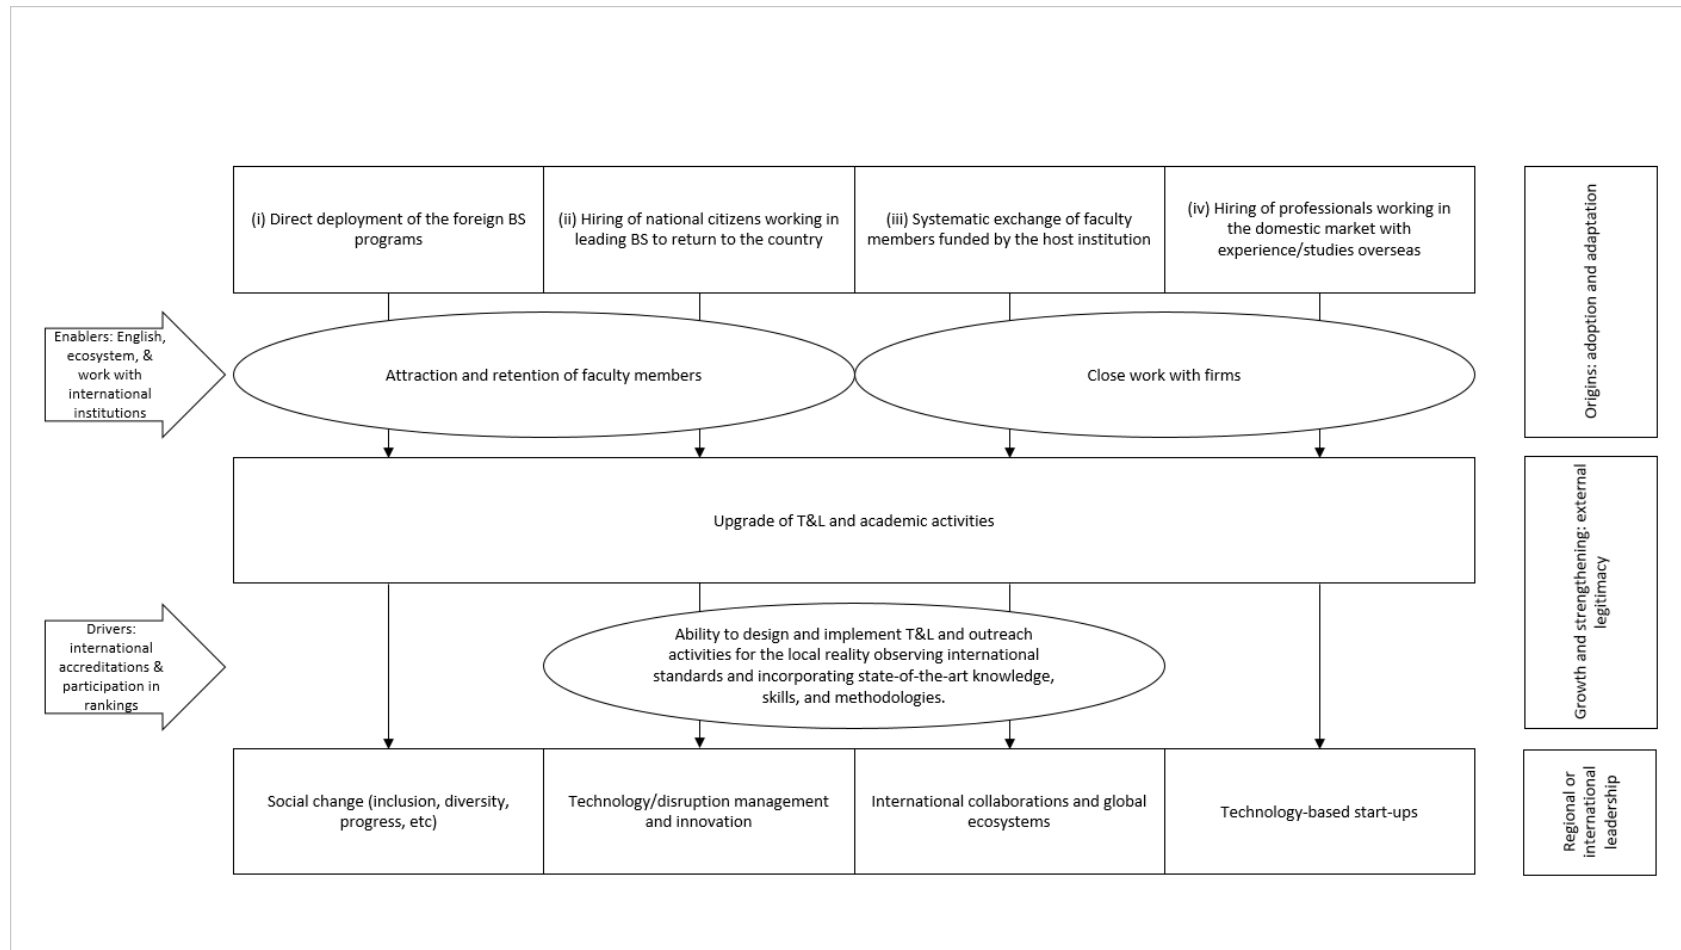 (i) Direct deployment of the foreign BS
programs
(ii) Hiring of national citizens working in
leading BS to return to the country
(iii) Systematic exchange of faculty
members funded by the host institution
(iv) Hiring of professionals working in
the domestic market with
experience/studies overseas
Origins: adoption and adaptation
Enablers: English,
ecosystem, &
work with
international
institutions
Attraction and retention of faculty members
Close work with firms
Upgrade of T&L and academic activities
Growth and strengthening: external
legitimacy
Drivers:
international
accreditations &
participation in
rankings
Ability to design and implement T&L and outreach
activities for the local reality observing international
standards and incorporating state-of-the-art knowledge,
skills, and methodologies.
Social change (inclusion, diversity,
progress, etc)
Technology/disruption management
and innovation
International collaborations and global
ecosystems
Technology-based start-ups
Regional or
international
leadership